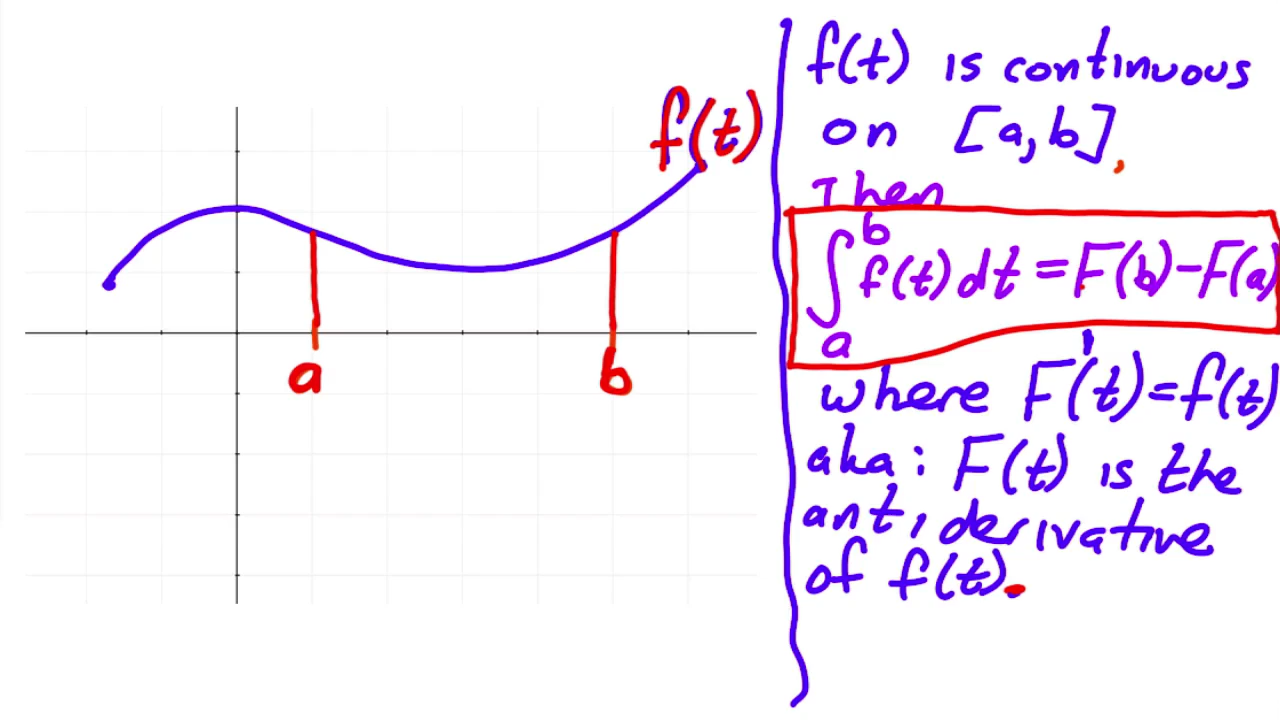 f(t)
a
b
f(t) is continuous
on [a,b],
Then
∫ₐᵇ f(t) dt = F(b) - F(a)
where F'(t) = f(t)
aka: F(t) is the
antiderivative
of f(t).